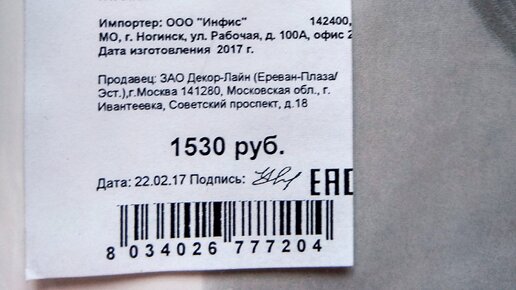 Импортер: ООО "Инфис" 142400,
МО, г. Ногинск, ул. Рабочая, д. 100А, офис 2
Дата изготовления 2017 г.
Продавец: ЗАО Декор-Лайн (Ереван-Плаза/
Эст.),г.Москва 141280, Московская обл., г.
Ивантеевка, Советский проспект, д.18
1530 руб.
Дата: 22.02.17 Подпись: EAC
8 034026 777204